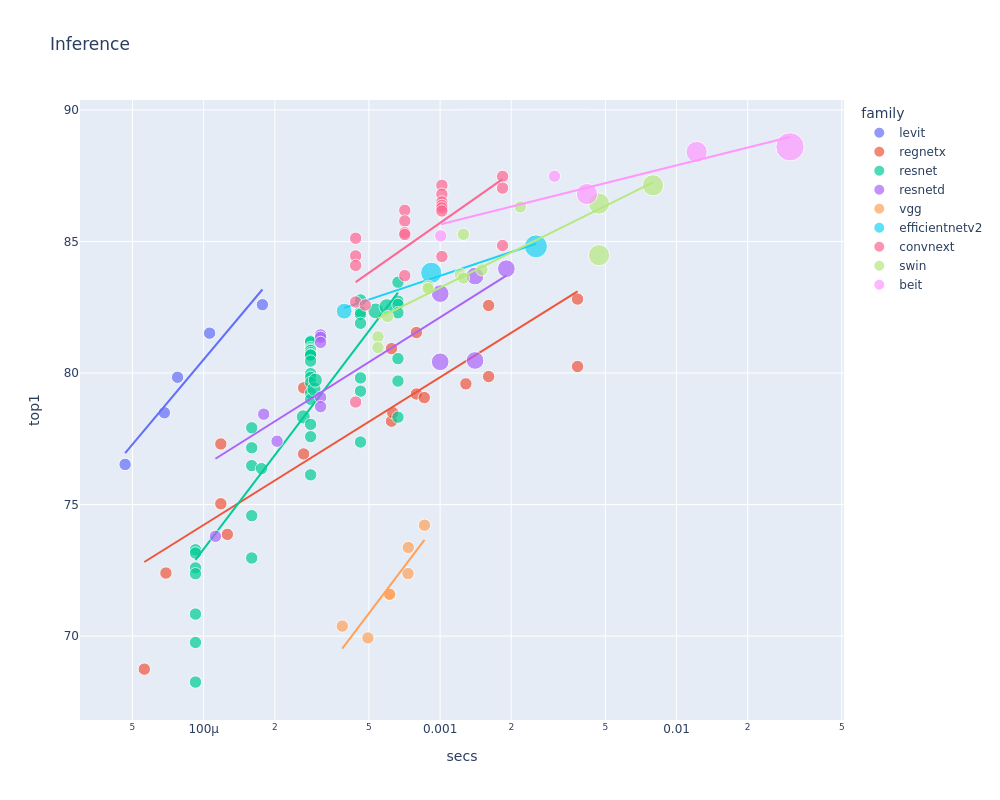 Inference
family
levit
regnetx
resnet
resnetd
vgg
efficientnetv2
convnext
swin
beit
top1
90
85
80
75
70
5 100μ 2 5 0.001 2 5 0.01 2 5
secs